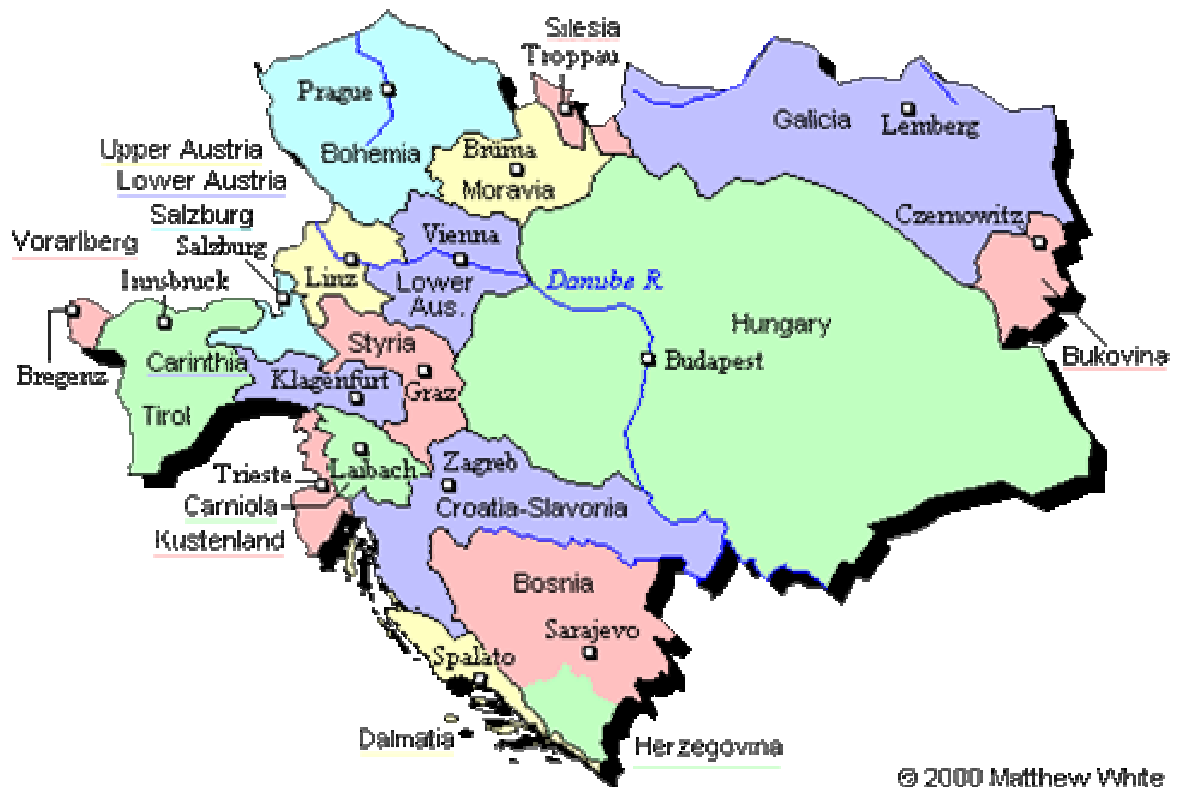 Silesia
Troppau
Prague
Galicia
Lemberg
Upper Austria
Bohemia
Brüma
Lower Austria
Moravia
Salzburg
Czernowitz
Vorarlberg
Salzburg
Vienna
Innsbruck
Linz
Lower
Aus.
Danube R.
Hungary
Styria
Bukovina
Carinthia
Budapest
Bregenz
Klagenfurt
Graz
Tirol
Zagreb
Trieste
Laibach
Carniola
Croatia-Slavonia
Kustenland
Bosnia
Sarajevo
Spalato
Dalmatia
Herzegovina
© 2000 Matthew White